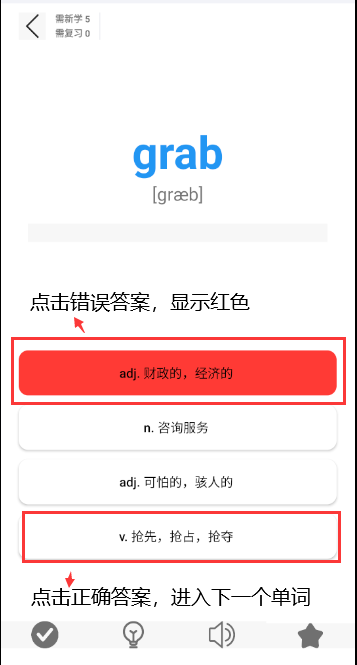 需新学 5
需复习 0
grab
[græb]
点击错误答案，显示红色
adj. 财政的，经济的
n. 咨询服务
adj. 可怕的，骇人的
v. 抢先，抢占，抢夺
点击正确答案，进入下一个单词